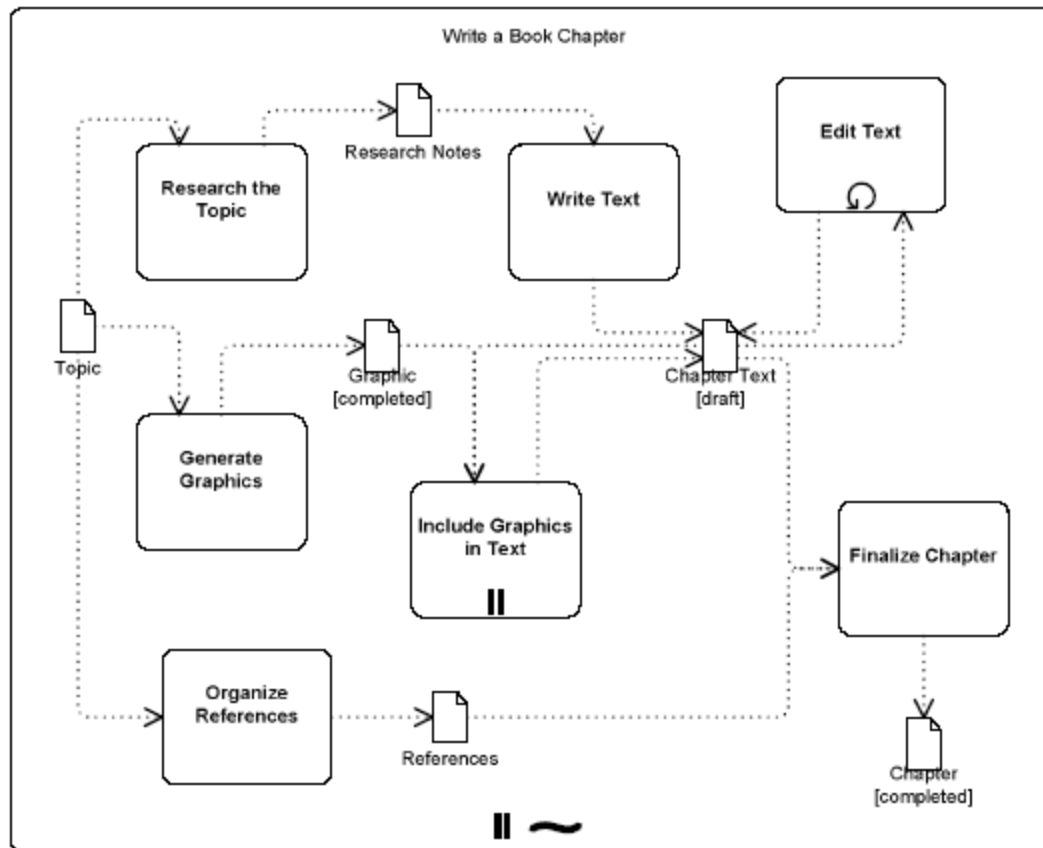 Write a Book Chapter
Edit Text
Research Notes
Research the
Topic
Write Text
Topic
Graphic
[completed]
Chapter Text
[draft]
Generate
Graphics
Include Graphics
in Text
Finalize Chapter
Organize
References
References
Chapter
[completed]